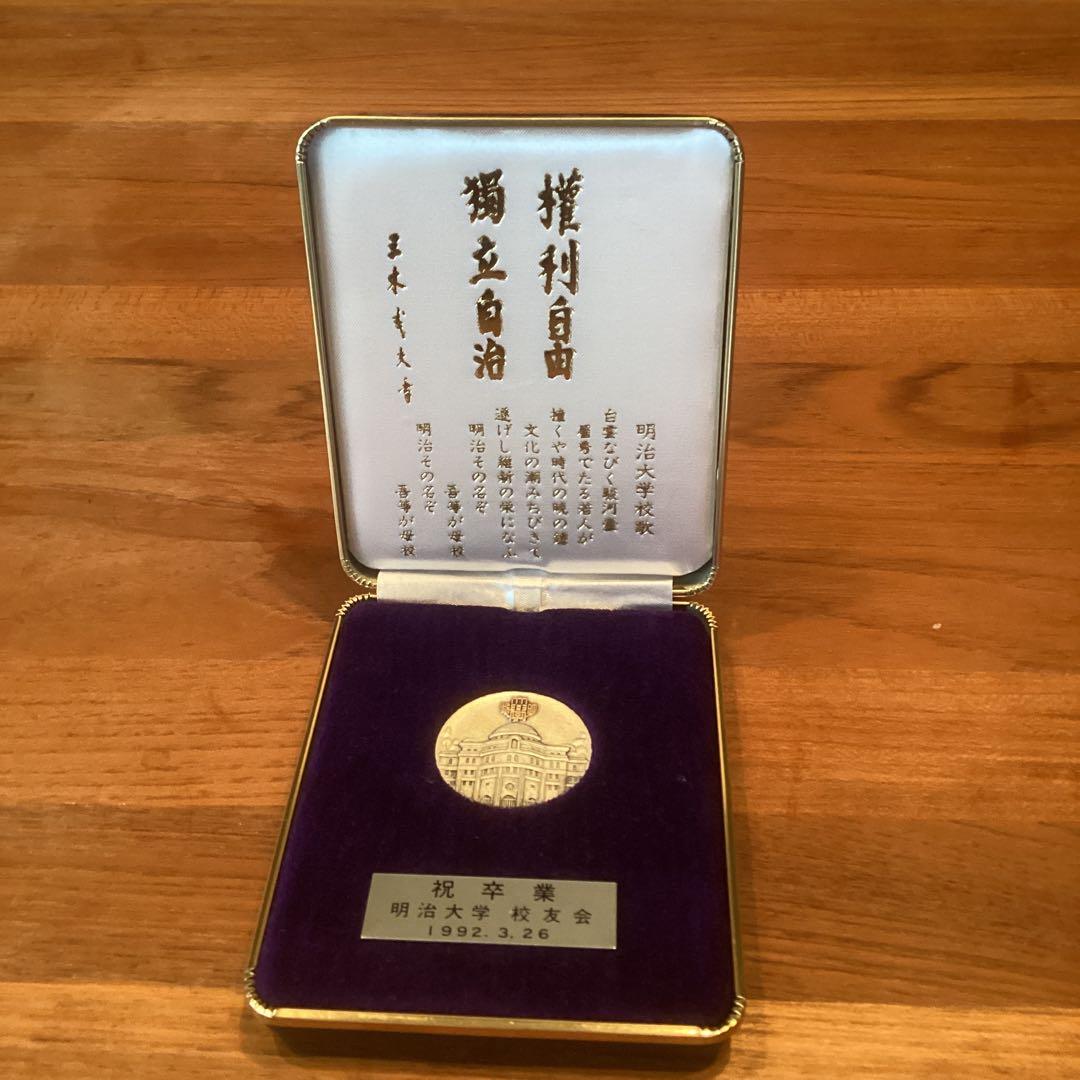 權利自由
獨立自治
三木武夫書
明治大学校歌
白雲なびく駿河臺
眉秀でたる若人が
撞くや時代の暁の鐘
文化の潮みちびきて
遂げし維新の栄になふ
明治その名ぞ
吾等が母校
明治その名ぞ
吾等が母校
祝卒業
明治大学 校友会
1992.3.26